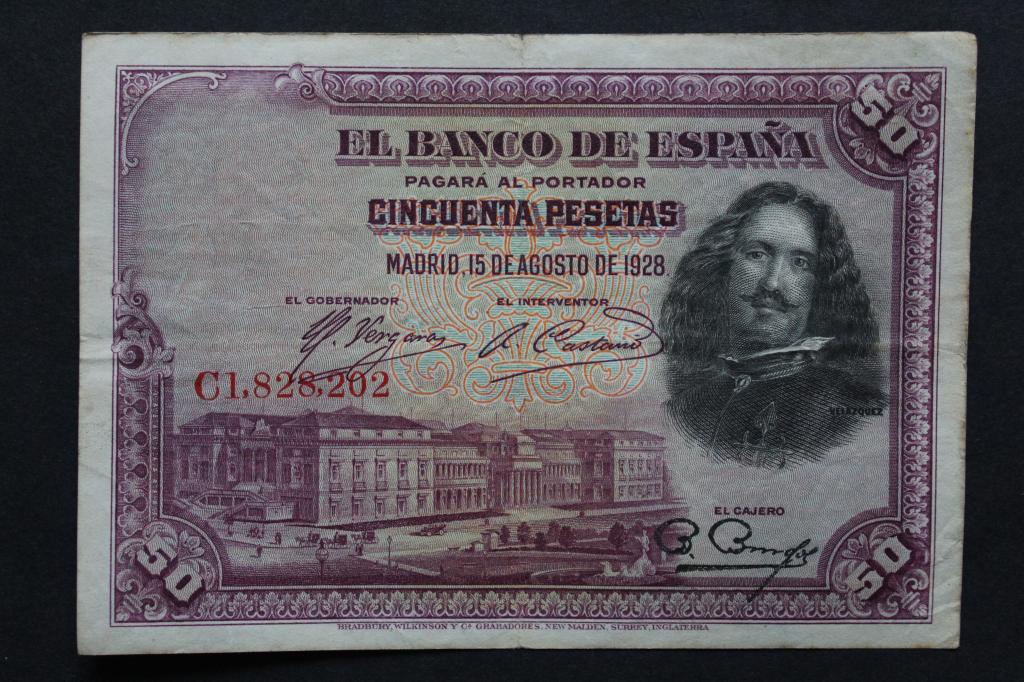 50
EL BANCO DE ESPAÑA
PAGARÁ AL PORTADOR
CINCUENTA PESETAS
MADRID, 15 DE AGOSTO DE 1928.
EL GOBERNADOR
EL INTERVENTOR
C1,828,202
VELAZQUEZ
EL CAJERO
50
50
BRADBURY, WILKINSON Y Cª GRABADORES, NEW MALDEN, SURREY, INGLATERRA